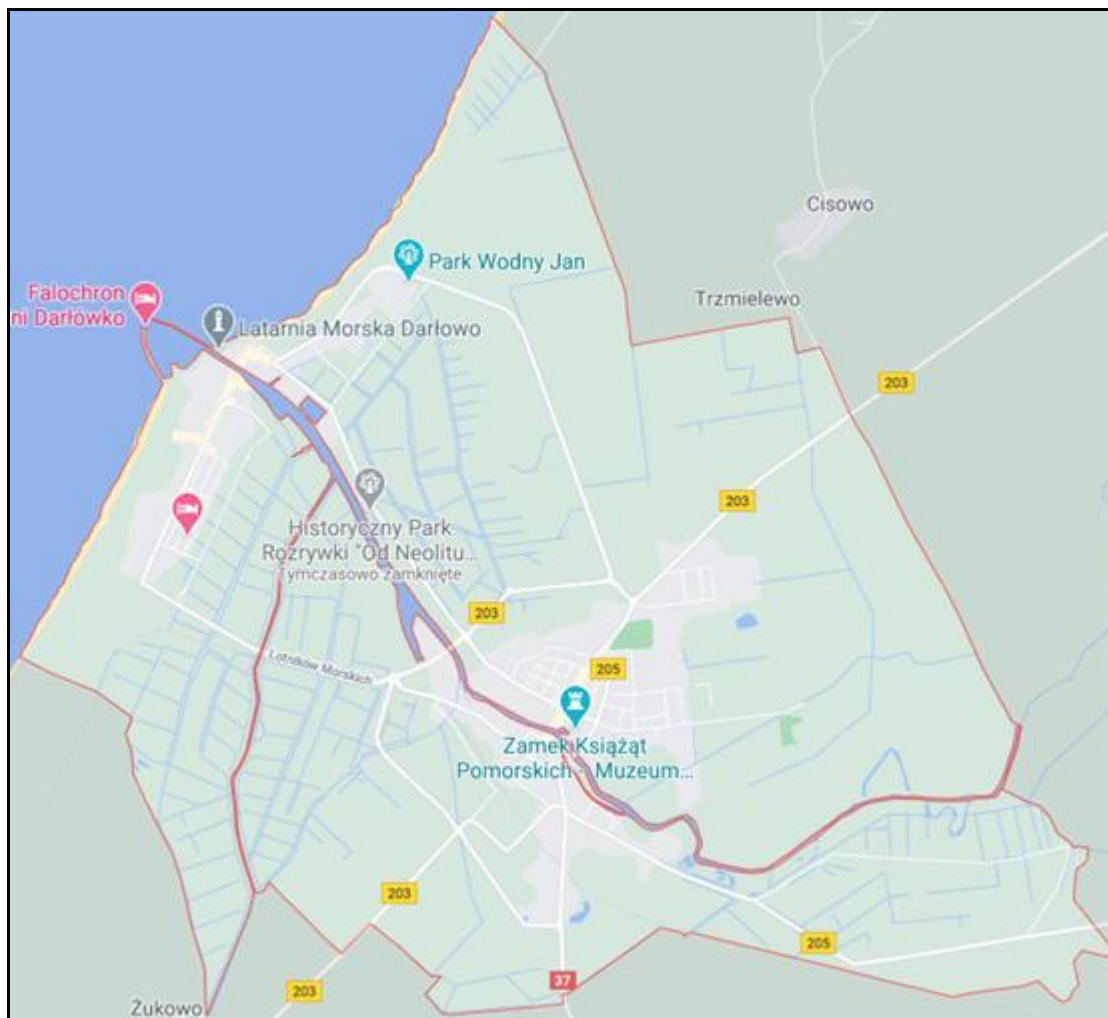 Cisowo
Park Wodny Jan
Falochron
ni Darłówko
Trzmielewo
Latarnia Morska Darłowo
203
203
Historyczny Park
Rozrywki "Od Neolitu...
Tymczasowo zamknięte
203
Lotników Morskich
205
Zamek Książąt
Pomorskich - Muzeum...
203
205
37
203
Żukowo